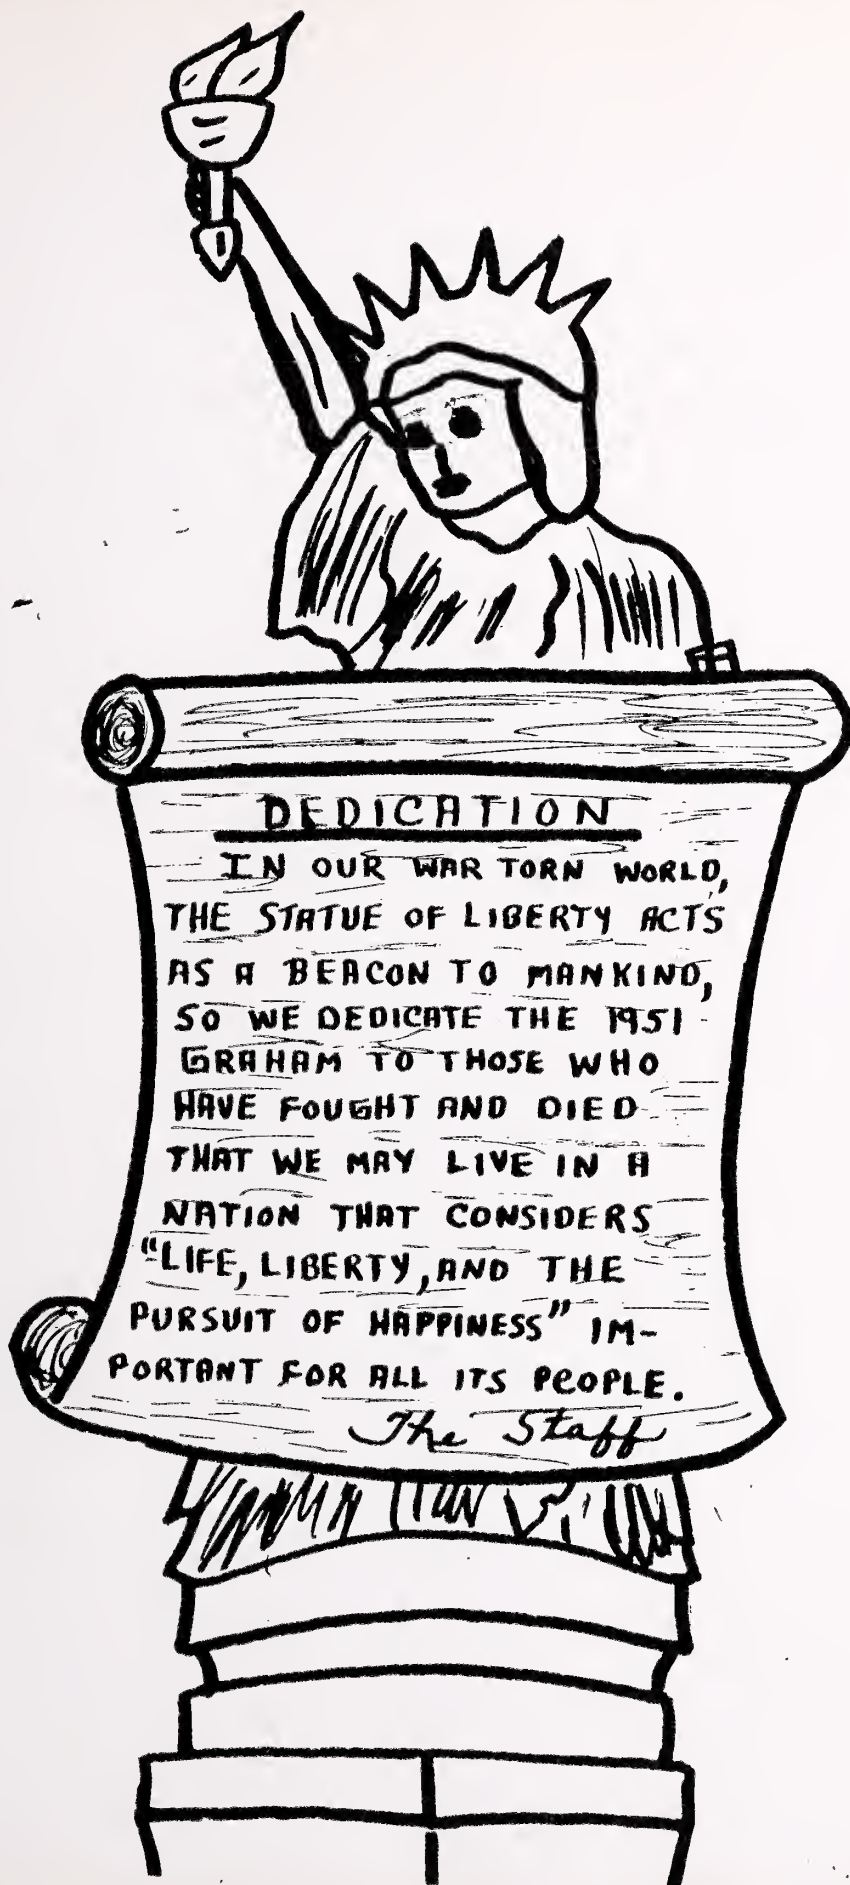 DEDICATION
IN OUR WAR TORN WORLD,
THE STATUE OF LIBERTY ACTS
AS A BEACON TO MANKIND,
SO WE DEDICATE THE 1951
GRAHAM TO THOSE WHO
HAVE FOUGHT AND DIED
THAT WE MAY LIVE IN A
NATION THAT CONSIDERS
"LIFE, LIBERTY, AND THE
PURSUIT OF HAPPINESS" IM-
PORTANT FOR ALL ITS PEOPLE.
The Staff